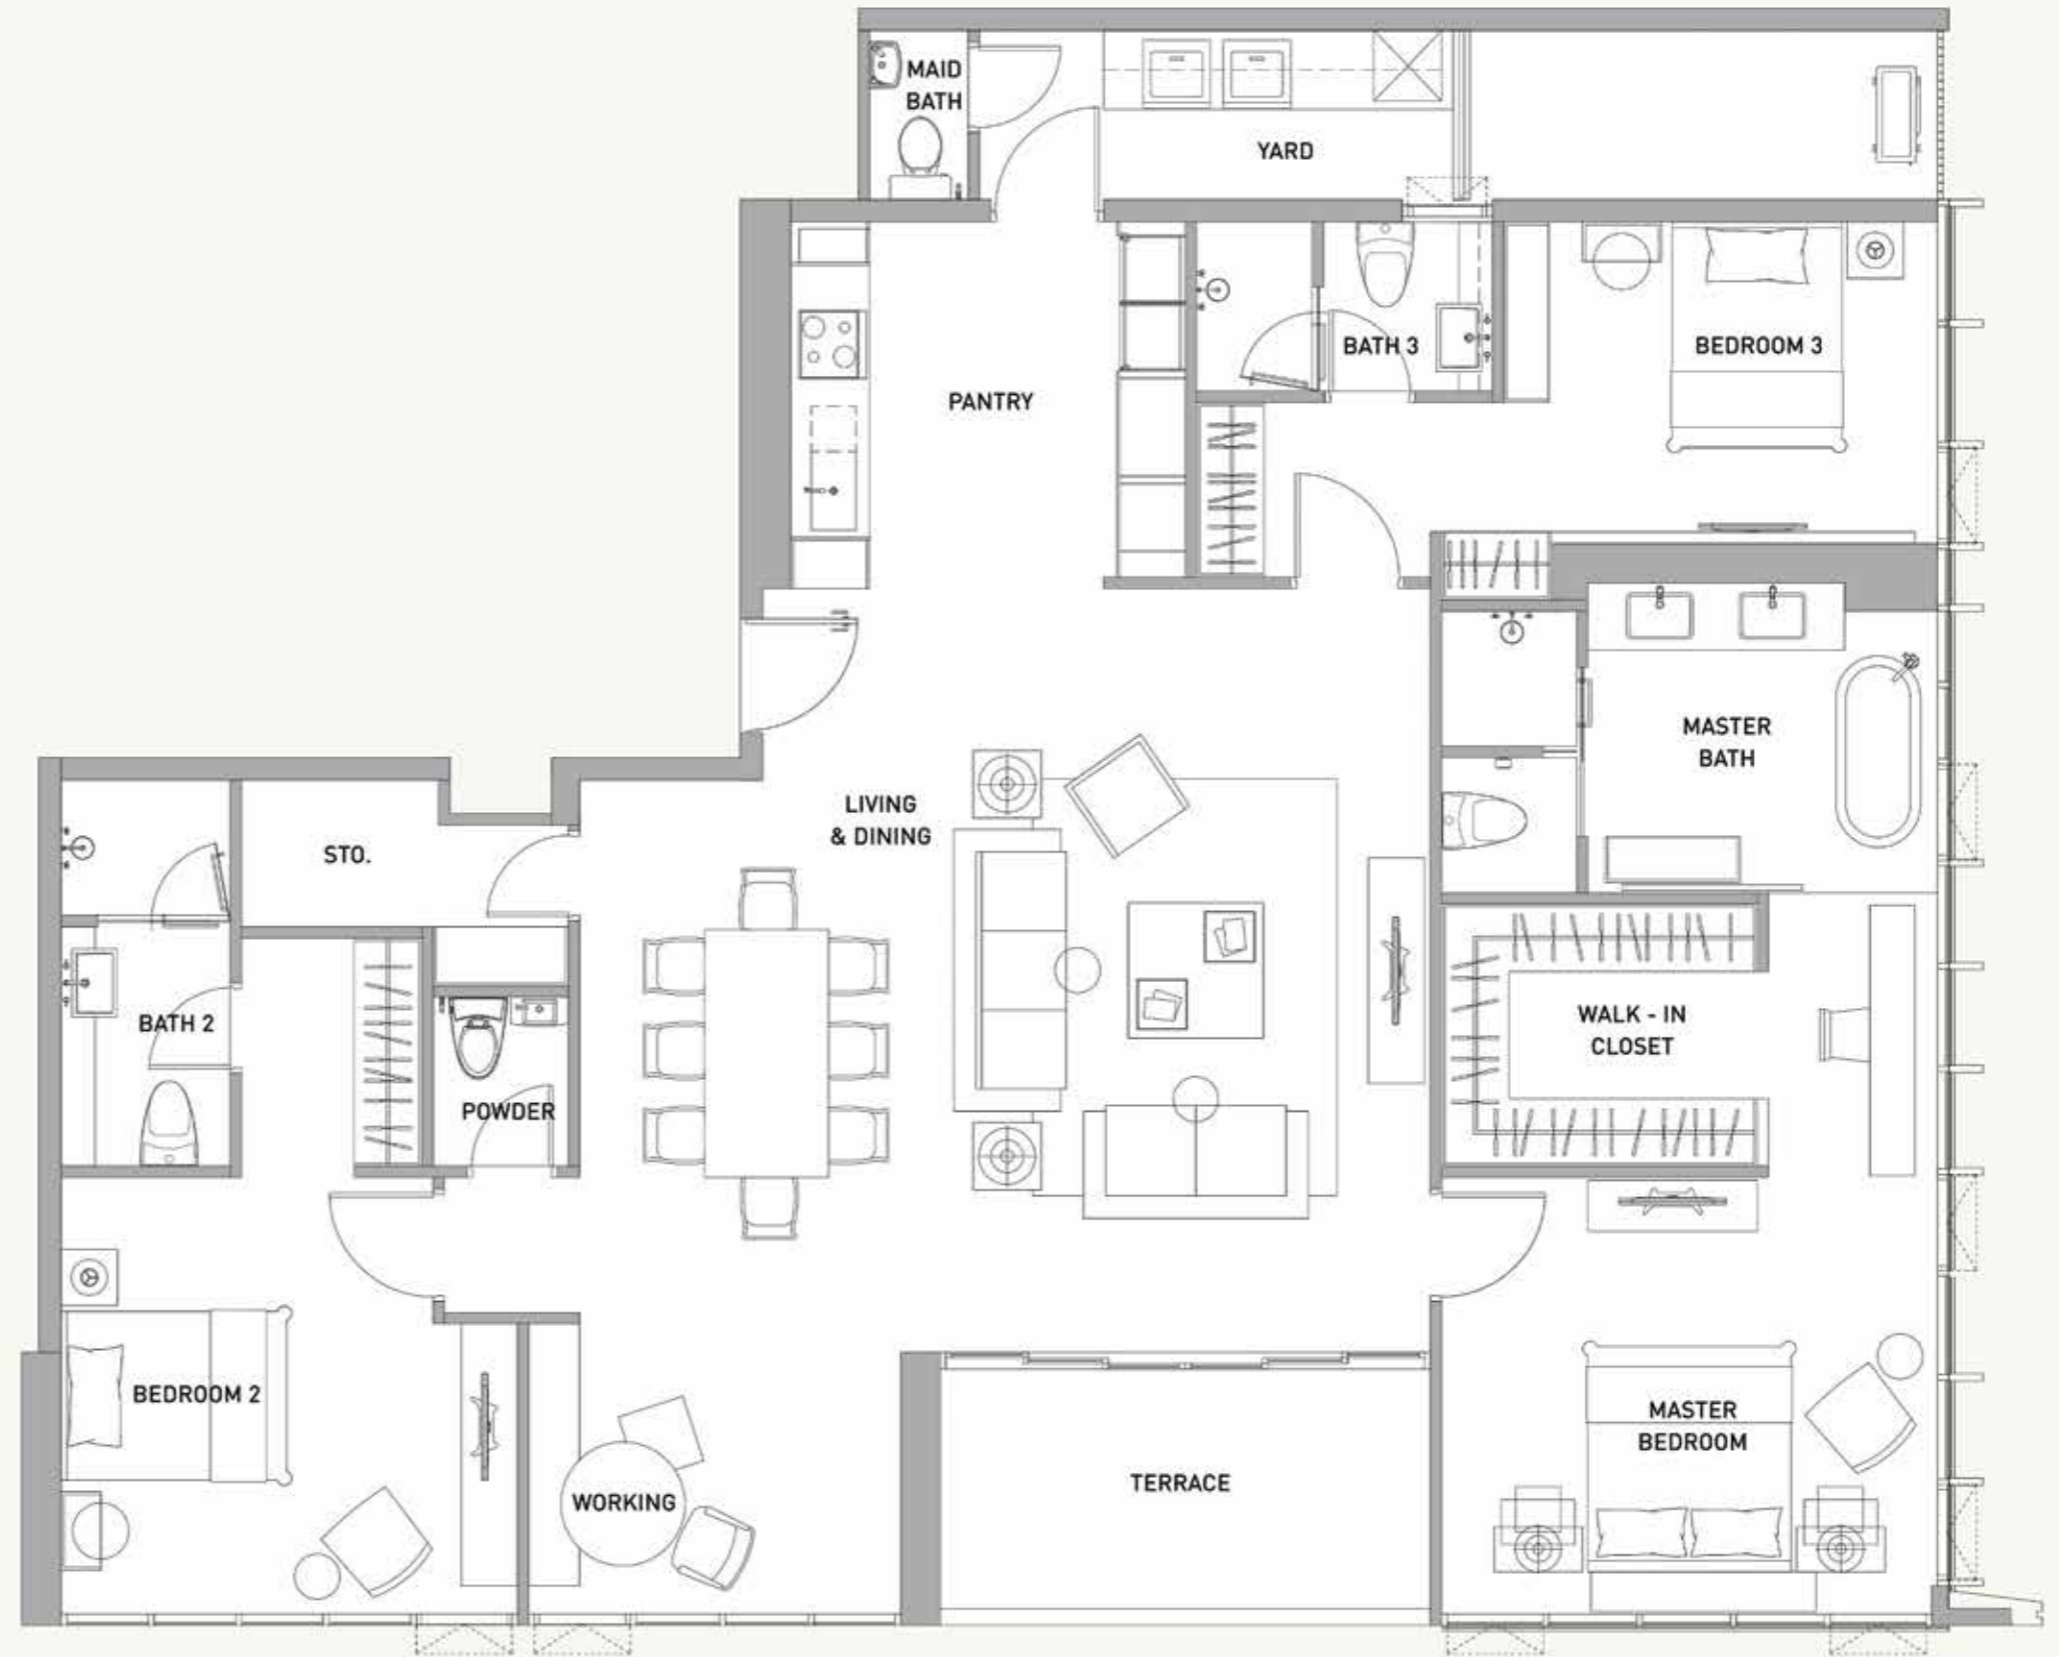 MAID
BATH
YARD
BATH 3
BEDROOM 3
PANTRY
MASTER
BATH
LIVING
& DINING
STO.
WALK - IN
CLOSET
BATH 2
POWDER
BEDROOM 2
MASTER
BEDROOM
TERRACE
WORKING